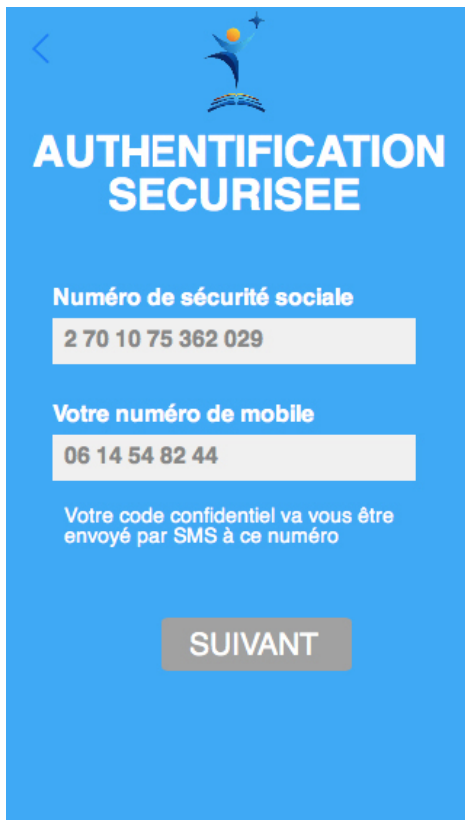 AUTHENTIFICATION
SECURISEE
Numéro de sécurité sociale
2 70 10 75 362 029
Votre numéro de mobile
06 14 54 82 44
Votre code confidentiel va vous être
envoyé par SMS à ce numéro
SUIVANT